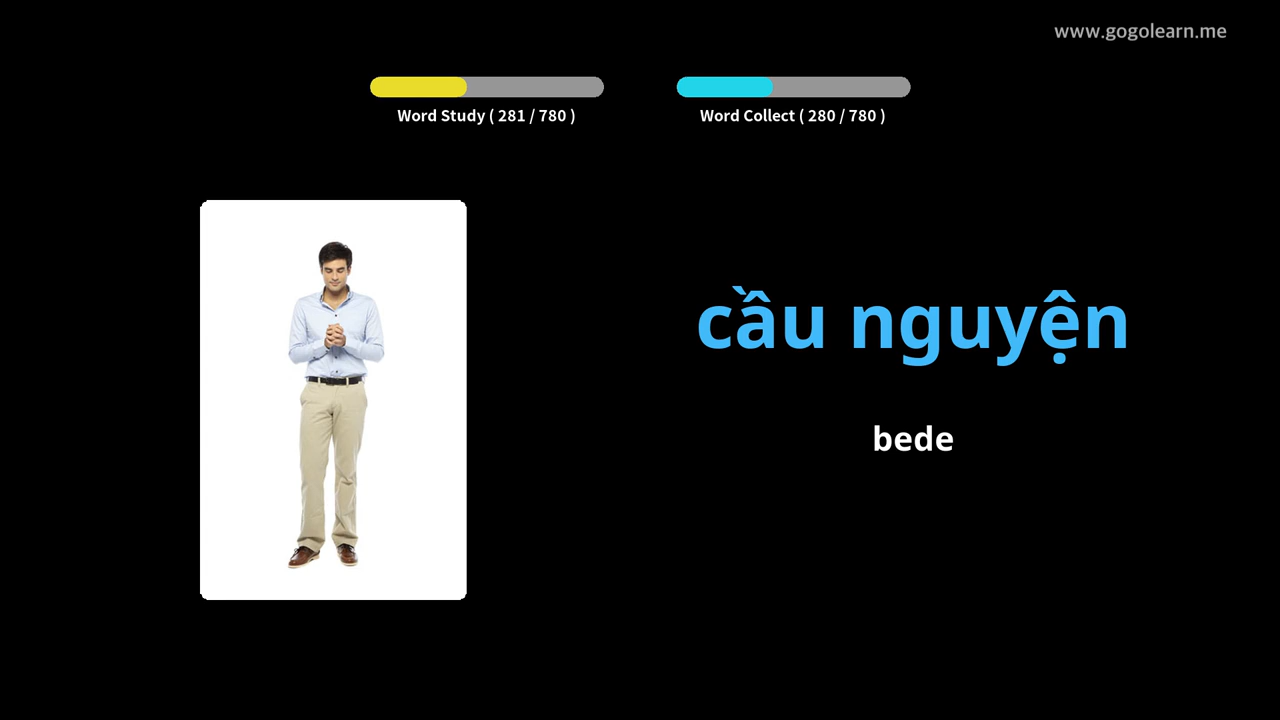 www.gogolearn.me
Word Study ( 281 / 780 )
Word Collect ( 280 / 780 )
cầu nguyện
bede